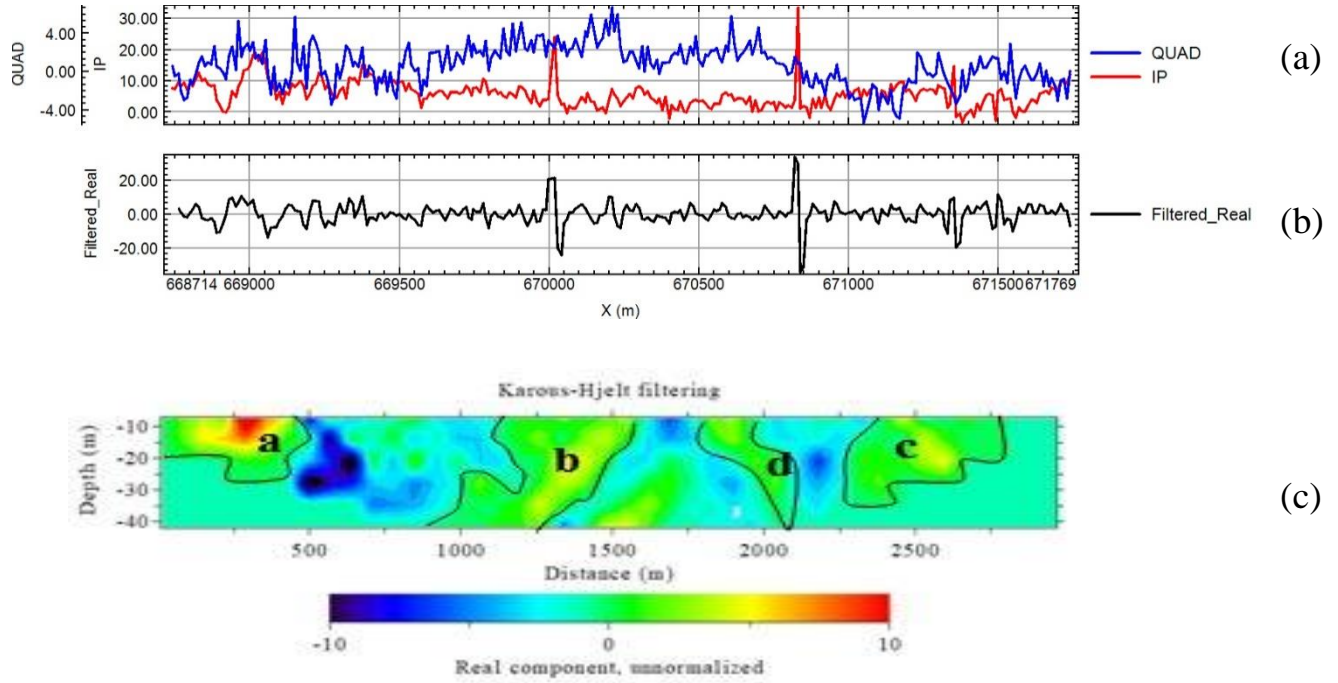 QUAD
4.00
0.00
-4.00
IP
30.00
20.00
10.00
0.00
QUAD
IP
(a)
Filtered_Real
20.00
0.00
-20.00
Filtered_Real
(b)
668714 669000 669500 670000 670500 671000 671500 671769
X (m)
Karous-Hjelt filtering
Depth (m)
-10
-20
-30
-40
a
b
d
c
(c)
500 1000 1500 2000 2500
Distance (m)
-10 0 10
Real component, unnormalized